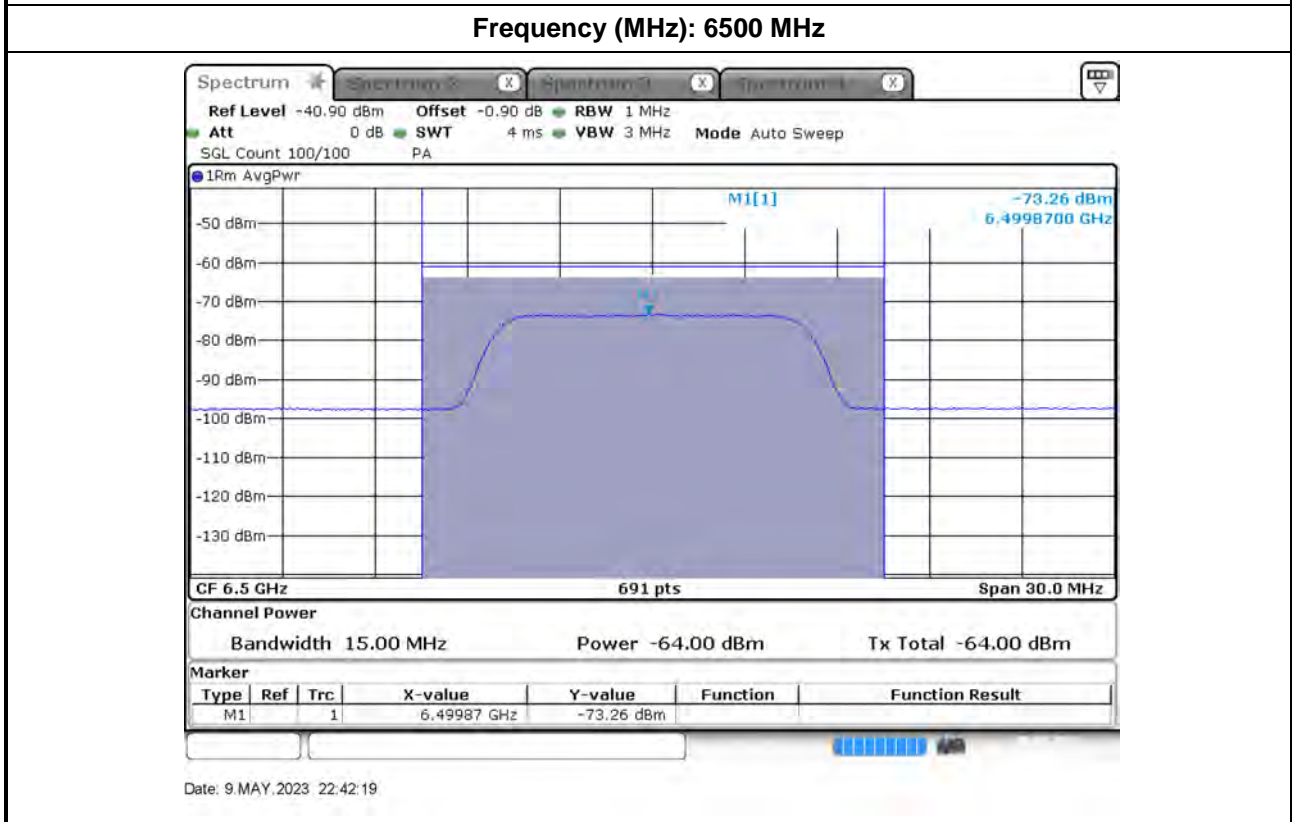 Frequency (MHz): 6500 MHz
Spectrum
Ref Level -40.90 dBm Offset -0.90 dB RBW 1 MHz
Att 0 dB SWT 4 ms VBW 3 MHz Mode Auto Sweep
SGL Count 100/100 PA
1Rm AvgPwr
M1[1] -73.26 dBm
6.4998700 GHz
-50 dBm
-60 dBm
-70 dBm
-80 dBm
-90 dBm
-100 dBm
-110 dBm
-120 dBm
-130 dBm
CF 6.5 GHz 691 pts Span 30.0 MHz
Channel Power
Bandwidth 15.00 MHz Power -64.00 dBm Tx Total -64.00 dBm
Marker
Type Ref Trc X-value Y-value Function Function Result
M1 1 6.49987 GHz -73.26 dBm
Date: 9.MAY.2023 22:42:19